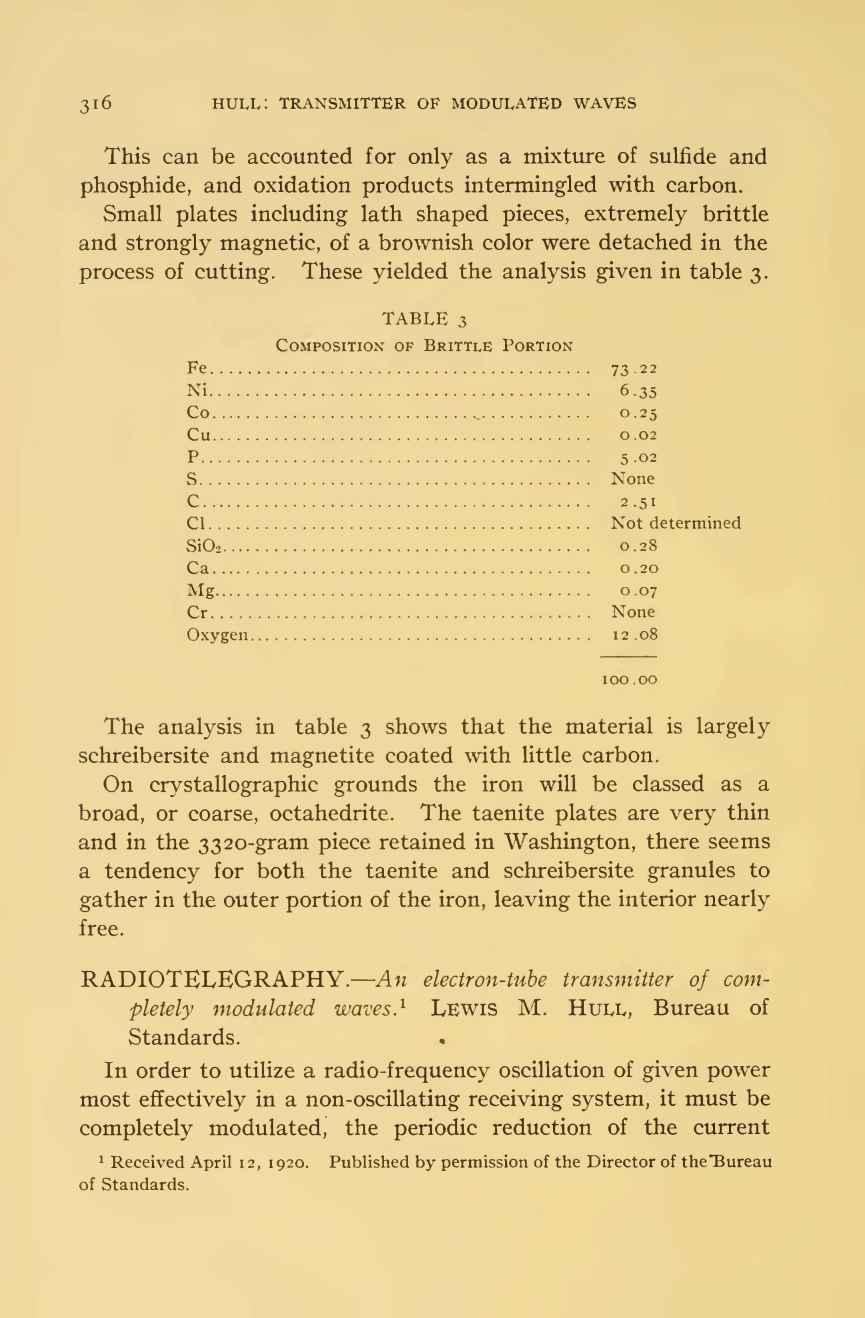 316 HULL: TRANSMITTER OF MODULATED WAVES
This can be accounted for only as a mixture of sulfide and
phosphide, and oxidation products intermingled with carbon.
Small plates including lath shaped pieces, extremely brittle
and strongly magnetic, of a brownish color were detached in the
process of cutting. These yielded the analysis given in table 3.
TABLE 3
Composition of Brittle Portion
Fe........................................ 73.22
Ni........................................ 6.35
Co........................................ 0.25
Cu........................................ 0.02
P......................................... 5.02
S......................................... None
C......................................... 2.51
Cl........................................ Not determined
SiO₂...................................... 0.28
Ca........................................ 0.20
Mg........................................ 0.07
Cr........................................ None
Oxygen.................................... 12.08
100.00
The analysis in table 3 shows that the material is largely
schreibersite and magnetite coated with little carbon.
On crystallographic grounds the iron will be classed as a
broad, or coarse, octahedrite. The taenite plates are very thin
and in the 3320-gram piece retained in Washington, there seems
a tendency for both the taenite and schreibersite granules to
gather in the outer portion of the iron, leaving the interior nearly
free.
RADIOTELEGRAPHY.—An electron-tube transmitter of com-
pletely modulated waves.¹ Lewis M. Hull, Bureau of
Standards.
In order to utilize a radio-frequency oscillation of given power
most effectively in a non-oscillating receiving system, it must be
completely modulated, the periodic reduction of the current
¹ Received April 12, 1920. Published by permission of the Director of the Bureau
of Standards.